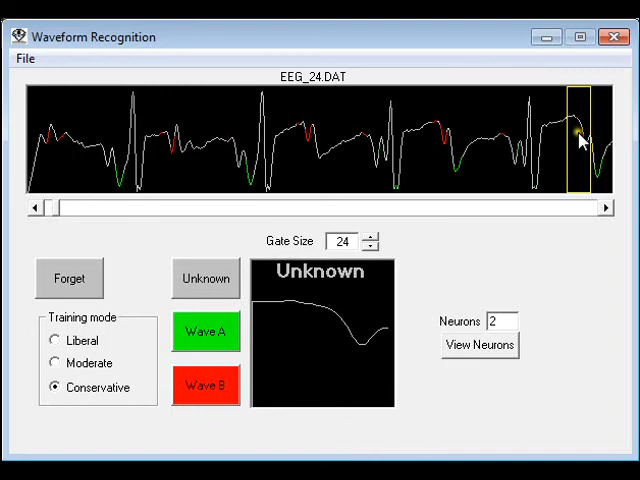 Waveform Recognition
File
EEG_24.DAT
Gate Size 24
Forget
Unknown
Unknown
Training mode
Liberal
Moderate
Conservative
Wave A
Wave B
Neurons 2
View Neurons